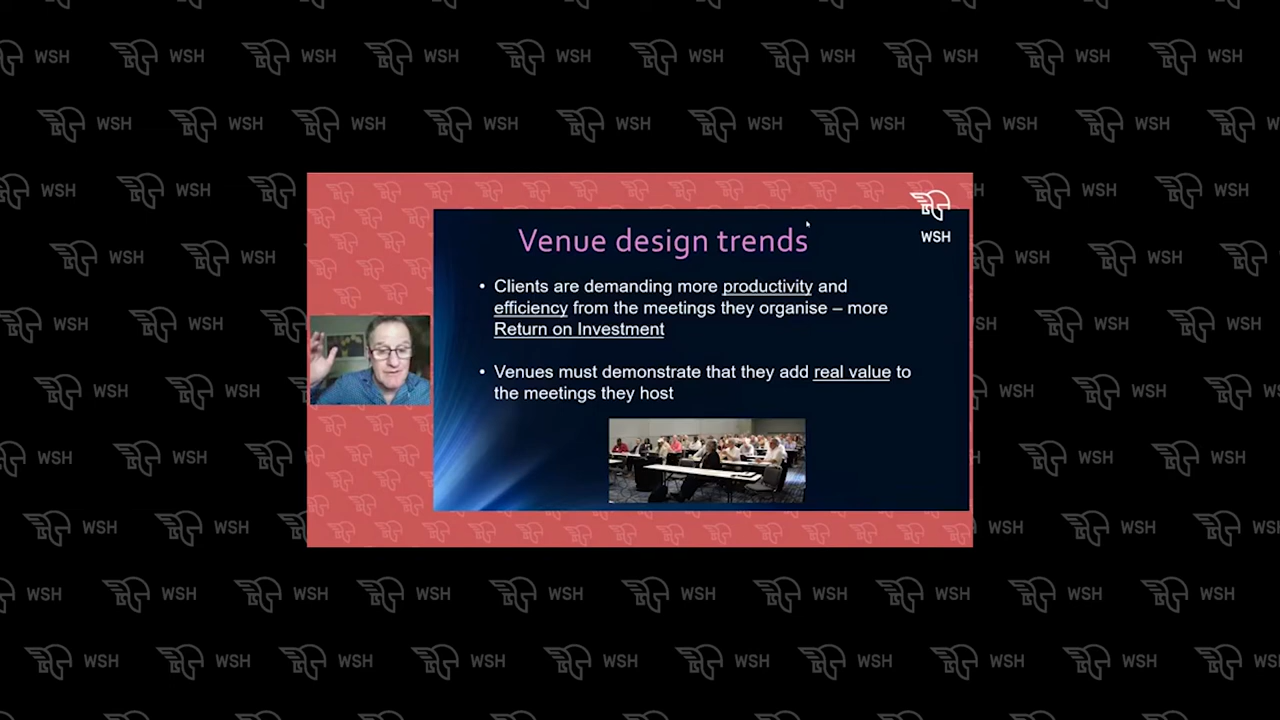 WSH
Venue design trends
• Clients are demanding more productivity and
efficiency from the meetings they organise – more
Return on Investment
• Venues must demonstrate that they add real value to
the meetings they host